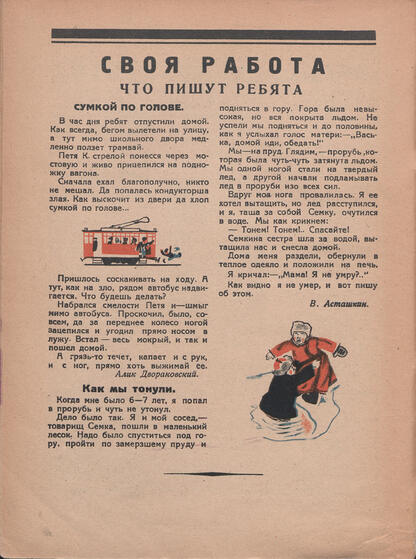 СВОЯ РАБОТА
ЧТО ПИШУТ РЕБЯТА
СУМКОЙ ПО ГОЛОВЕ.
В час дня ребят отпустили домой.
Как всегда, бегом вылетели на улицу,
а тут мимо школьного двора мед-
ленно ползет трамвай.
Петя К. стрелой понесся через мо-
стовую и живо прицепился на поднож-
ку вагона.
Сначала ехал благополучно, никто
не мешал. Да попалась кондукторша
злая. Как выскочит из двери да хлоп
сумкой по голове...
Пришлось соскакивать на ходу. А
тут, как на зло, рядом автобус надви-
гается. Что будешь делать?
Набрался смелости Петя и—шмыг
мимо автобуса. Проскочил, было, со-
всем, да за переднее колесо ногой
зацепился и угодил прямо носом в
лужу. Встал — весь мокрый, и так и
пошел домой.
А грязь-то течет, капает и с рук,
и с ног, прямо хоть выжимай се.
Алик Двораковский.
Как мы тонули.
Когда мне было 6—7 лет, я попал
в прорубь и чуть не утонул.
Дело было так. Я и мой сосед,—
товарищ Семка, пошли в маленький
лесок. Надо было спуститься под го-
ру, пройти по замерзшему пруду и
подняться в гору. Гора была невысо-
кая, но вся покрыта льдом. Не
успели мы подняться и до половины,
как я услыхал голос матери:—„Вась-
ка, домой иди, обедать!"
Мы—на пруд. Глядим,—прорубь, ко-
торая была чуть-чуть затянута льдом.
Мы одной ногой стали на твердый
лед, а другой начали подламывать
лед в проруби изо всех сил.
Вдруг моя нога провалилась. Я ее
хотел вытащить, но лед расступился,
и я, таща за собой Семку, очутился
в воде. Мы как крикнем:
— Тонем! Тонем!.. Спасайте!
Семкина сестра шла за водой, вы-
тащила нас и снесла домой.
Дома меня раздели, обернули в
теплое одеяло и положили на печь.
Я кричал:—„Мама! Я не умру?.."
Как видно я не умер, и вот пишу
об этом.
В. Асташкин.